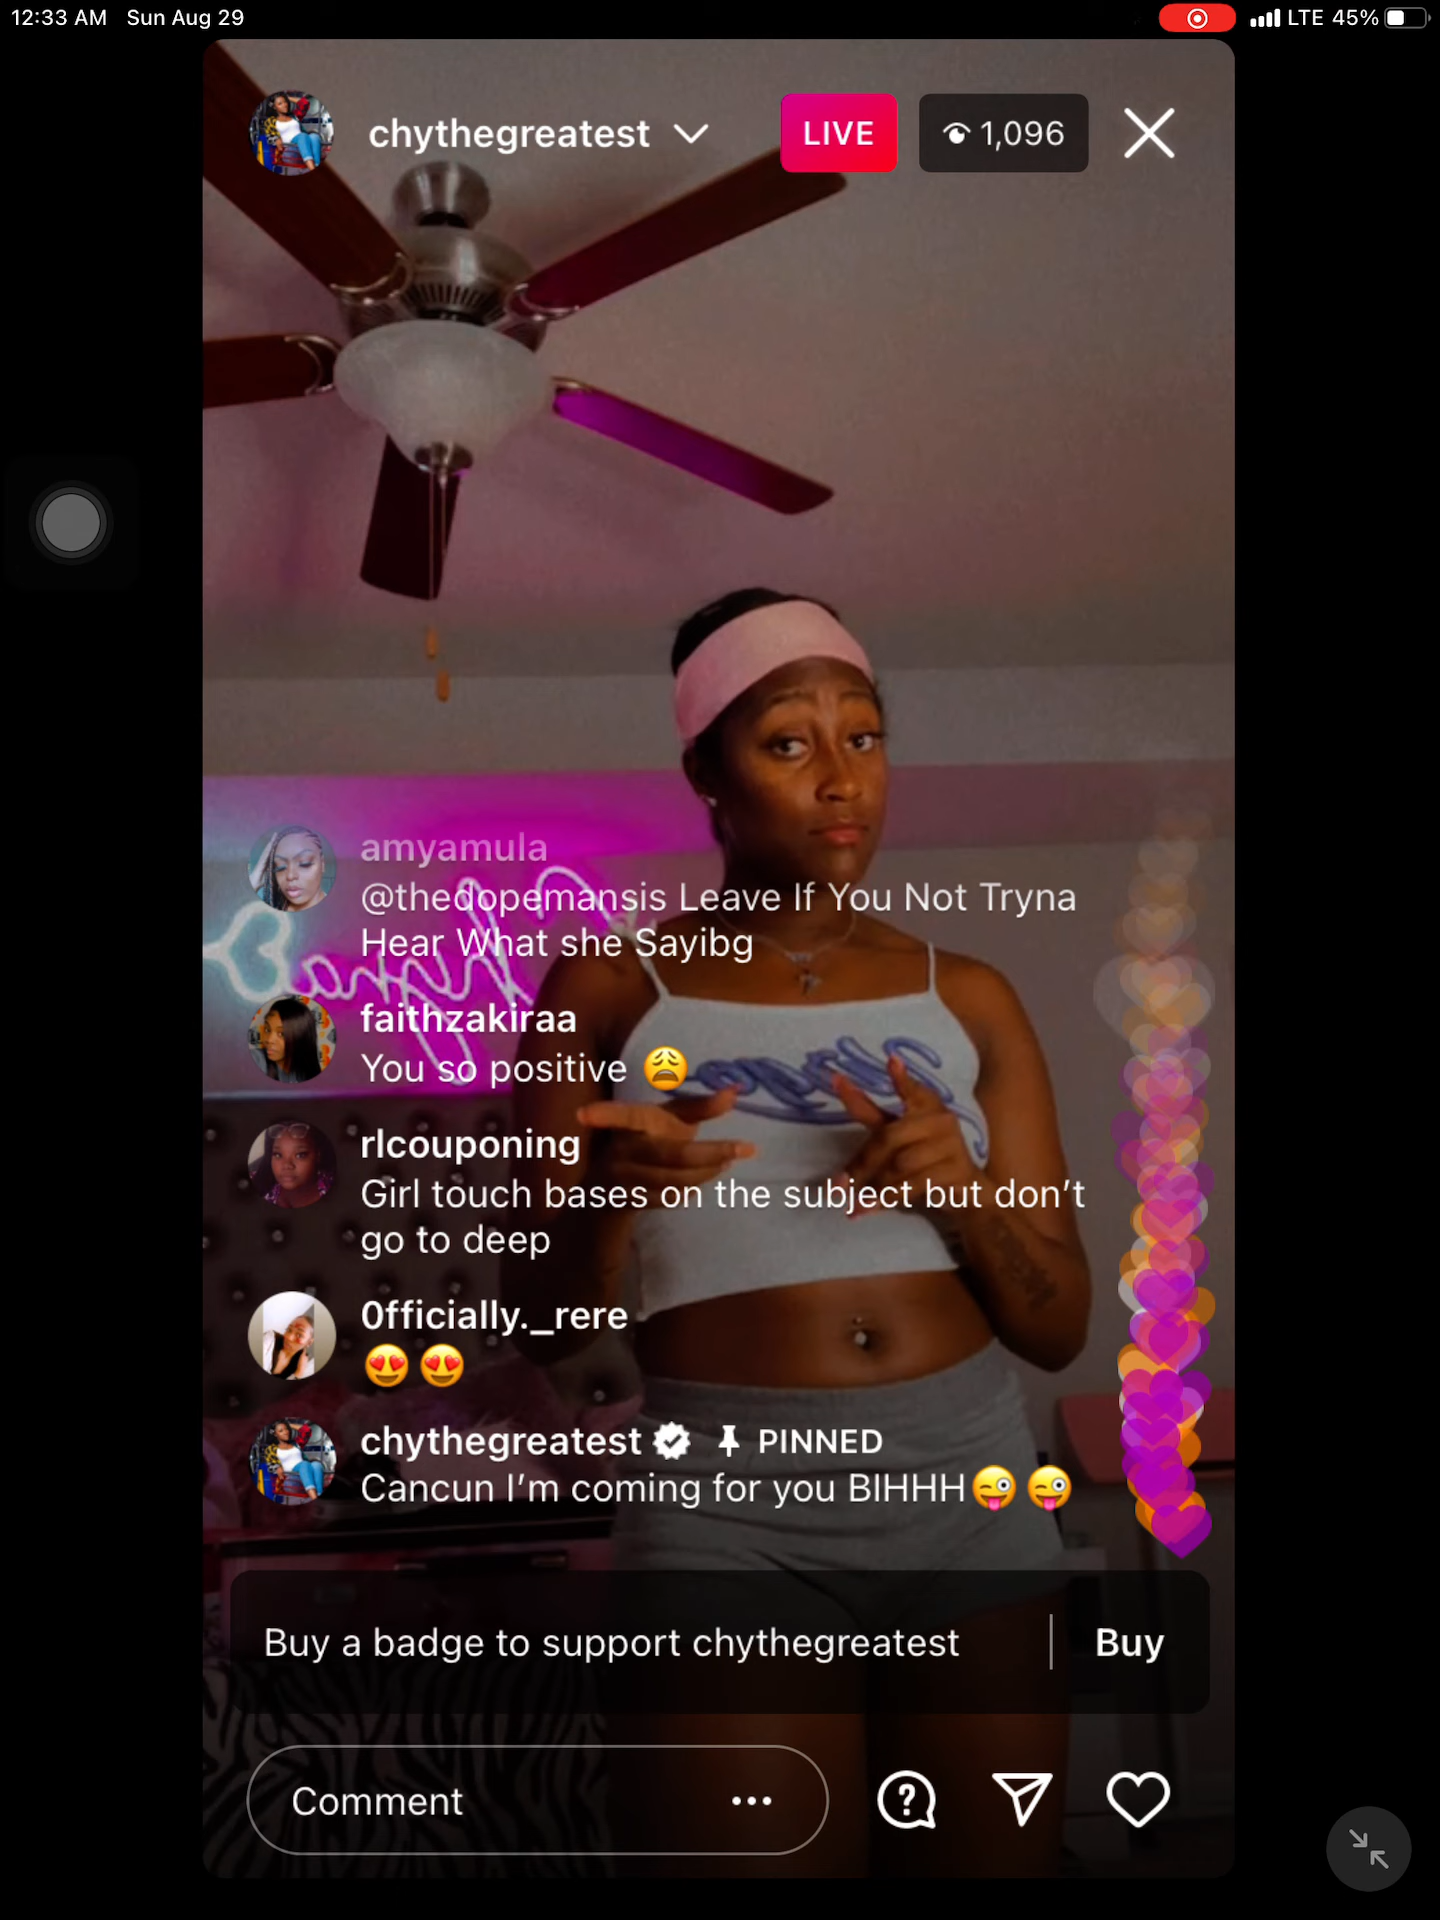 12:33 AM Sun Aug 29
LTE 45%
chythegreatest
LIVE
1,096
amyamula
@thedopemansis Leave If You Not Tryna
Hear What she Sayibg
faithzakiraa
You so positive 😩
rlcouponing
Girl touch bases on the subject but don’t
go to deep
0fficially._rere
😍 😍
chythegreatest PINNED
Cancun I’m coming for you BIHHH😜 😜
Buy a badge to support chythegreatest | Buy
Comment